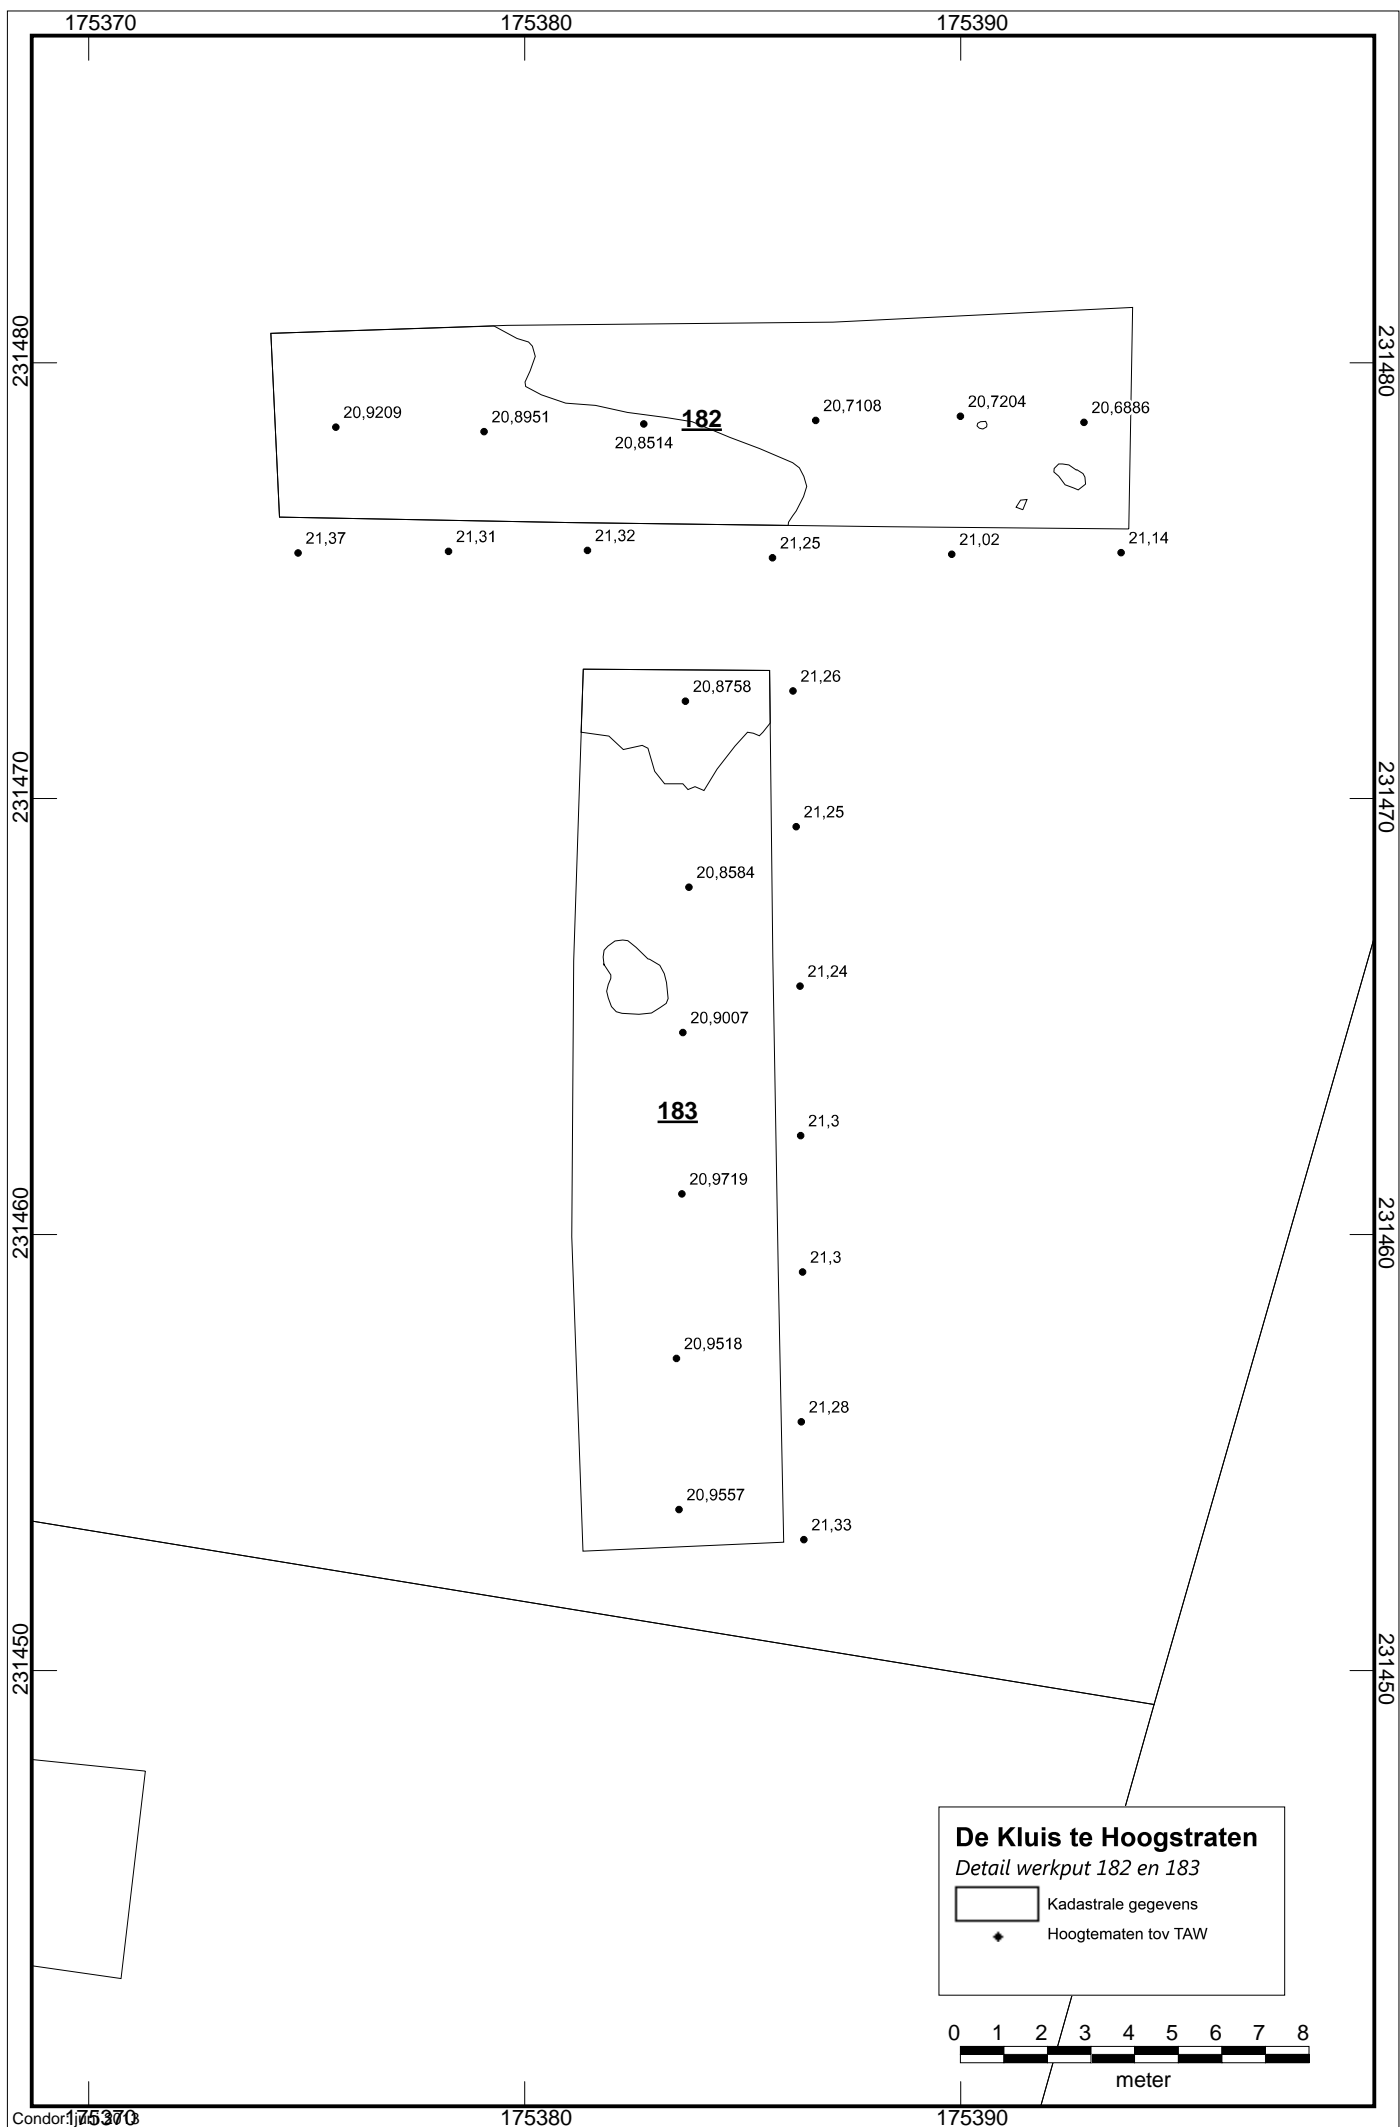 175370 175380 175390
231480 231480
20,9209 20,8951 20,8514 182 20,7108 20,7204 20,6886
21,37 21,31 21,32 21,25 21,02 21,14
20,8758 21,26
231470 231470
21,25
20,8584
21,24
20,9007
183
21,3
20,9719
231460 231460
21,3
20,9518
21,28
20,9557
21,33
231450 231450
De Kluis te Hoogstraten
Detail werkput 182 en 183
Kadastrale gegevens
Hoogtematen tov TAW
0 1 2 3 4 5 6 7 8
meter
Condor: 2013
175370 175380 175390